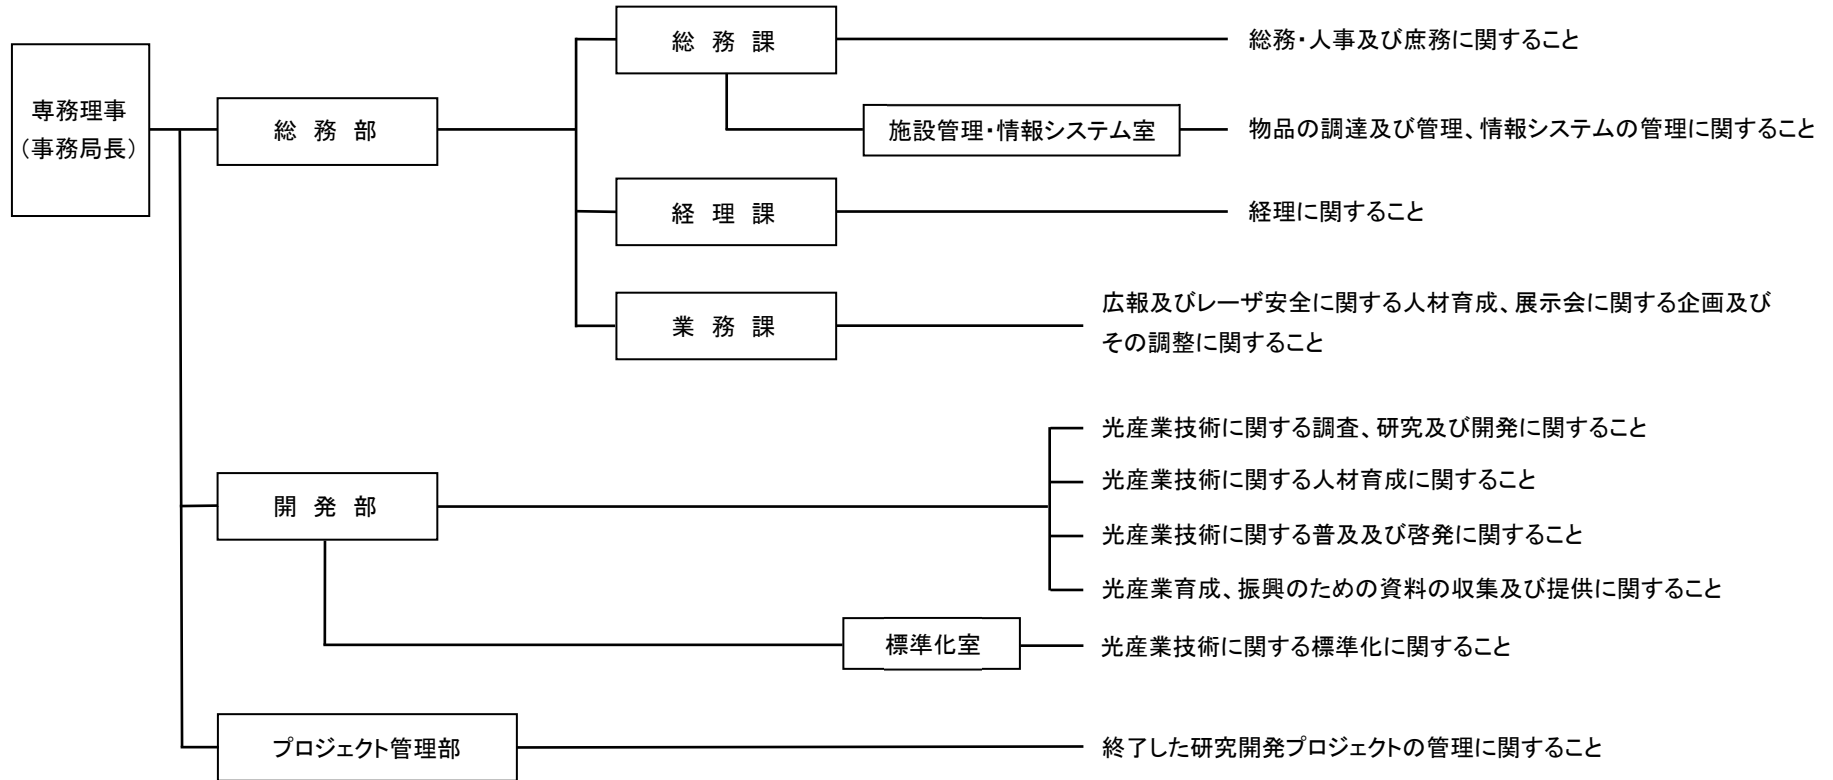 専務理事
（事務局長）
総 務 部
総 務 課
総務・人事及び庶務に関すること
施設管理・情報システム室
物品の調達及び管理、情報システムの管理に関すること
経 理 課
経理に関すること
業 務 課
広報及びレーザ安全に関する人材育成、展示会に関する企画及び
その調整に関すること
開 発 部
光産業技術に関する調査、研究及び開発に関すること
光産業技術に関する人材育成に関すること
光産業技術に関する普及及び啓発に関すること
光産業育成、振興のための資料の収集及び提供に関すること
標準化室
光産業技術に関する標準化に関すること
プロジェクト管理部
終了した研究開発プロジェクトの管理に関すること